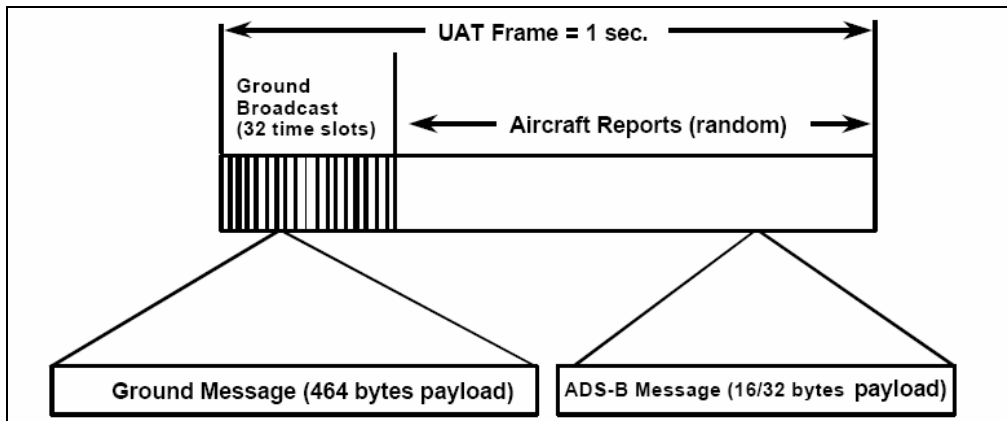 UAT Frame = 1 sec.
Ground
Broadcast
(32 time slots)
Aircraft Reports (random)
Ground Message (464 bytes payload)
ADS-B Message (16/32 bytes payload)